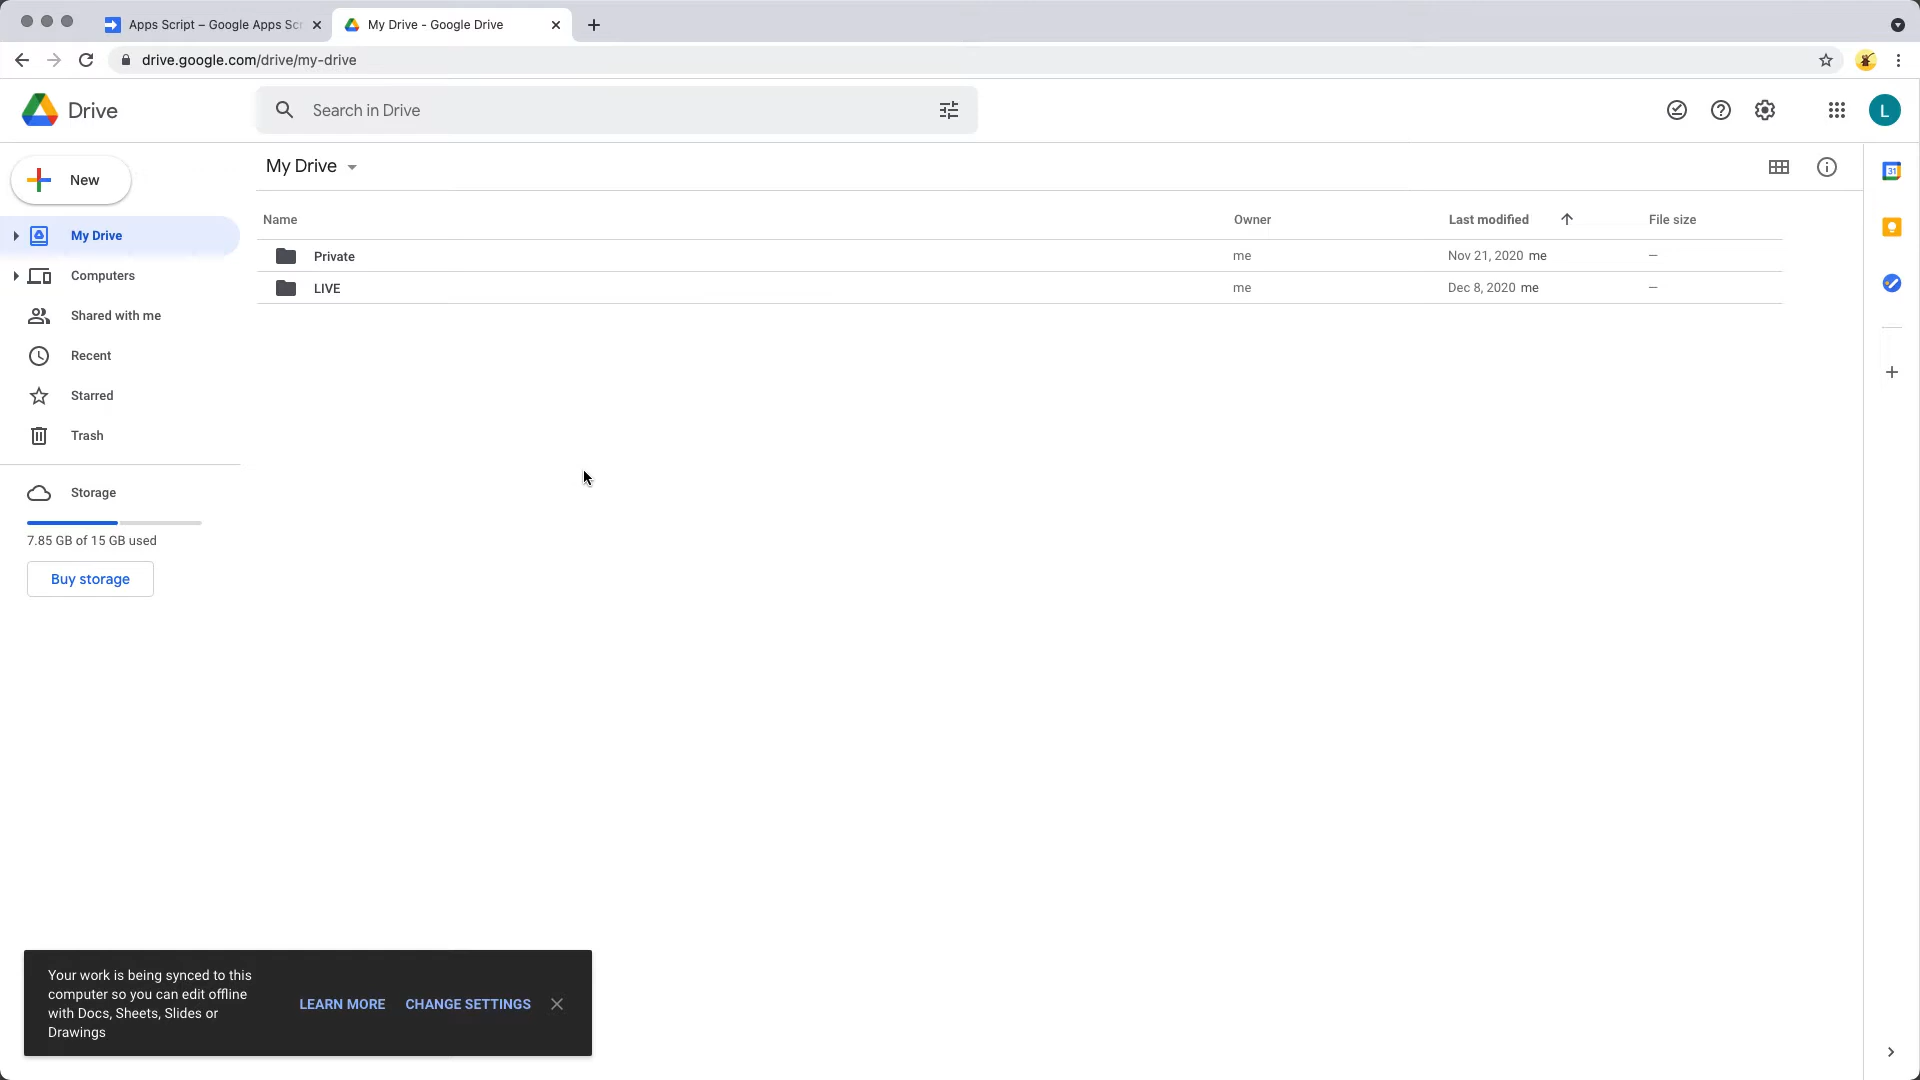 Apps Script – Google Apps Scr
My Drive - Google Drive
drive.google.com/drive/my-drive
Drive
Search in Drive
L
New
My Drive
31
Name
Owner
Last modified
File size
My Drive
Private
me
Nov 21, 2020 me
—
Computers
LIVE
me
Dec 8, 2020 me
—
Shared with me
Recent
Starred
Trash
Storage
7.85 GB of 15 GB used
Buy storage
Your work is being synced to this
computer so you can edit offline
with Docs, Sheets, Slides or
Drawings
LEARN MORE
CHANGE SETTINGS